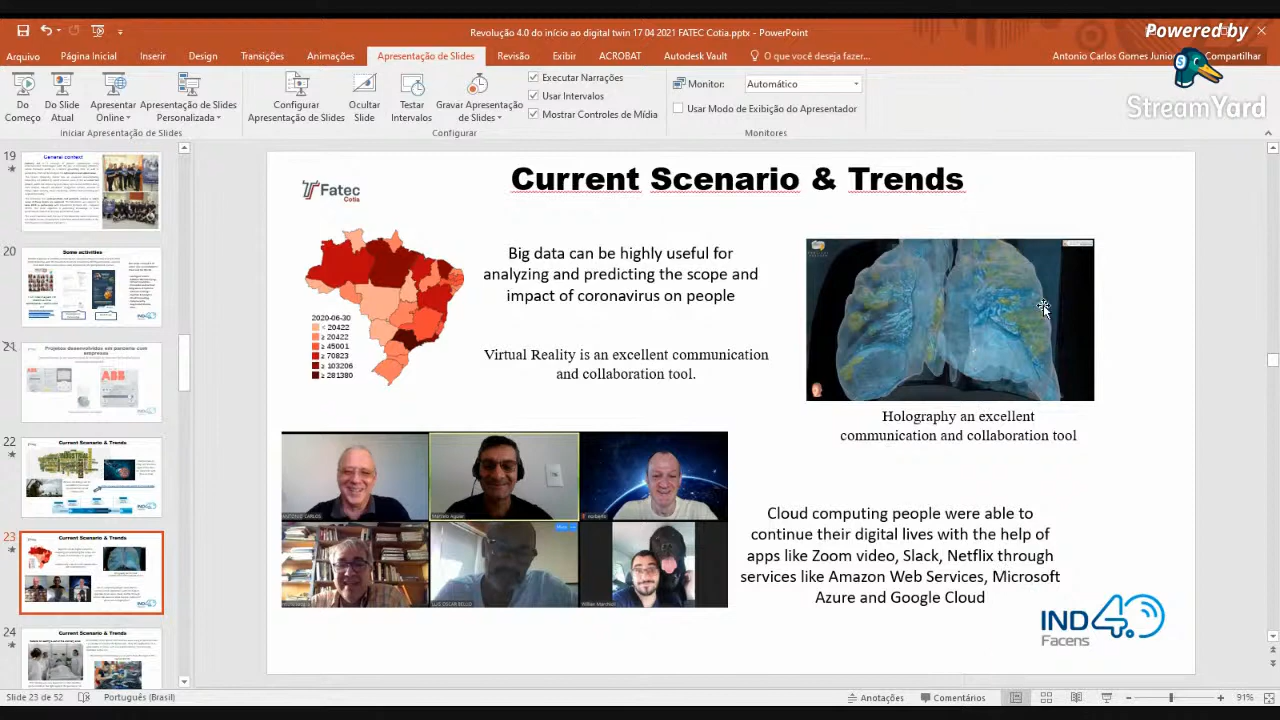 Revolução 4.0 do início ao digital twin 17 04 2021 FATEC Cotia.pptx - PowerPoint
Powered by
StreamYard
Arquivo Página Inicial Inserir Design Transições Animações Apresentação de Slides Revisão Exibir ACROBAT Autodesk Vault O que você deseja fazer... Antonio Carlos Gomes Junior Compartilhar
Do Começo
Do Slide Atual
Apresentar Online
Apresentação de Slides Personalizada
Iniciar Apresentação de Slides
Configurar Apresentação de Slides
Ocultar Slide
Testar Intervalos
Gravar Apresentação de Slides
Executar Narrações
Usar Intervalos
Mostrar Controles de Mídia
Configurar
Monitor: Automático
Usar Modo de Exibição do Apresentador
Monitores
19
General context
20
Some activities
21
Projetos desenvolvidos em parceria com empresas
ABB
ABB
22
Current Scenario & Trends
23
Current Scenario & Trends
24
Current Scenario & Trends
Fatec
Cotia
Current Scenario & Trends
2020-06-30
< 20422
≥ 20422
≥ 45001
≥ 70823
≥ 103206
≥ 281380
Big data can be highly useful for
analyzing and predicting the scope and
impact of coronavirus on people
Virtual Reality is an excellent communication
and collaboration tool.
Holography an excellent
communication and collaboration tool
Cloud computing people were able to
continue their digital lives with the help of
apps like Zoom video, Slack, Netflix through
services like Amazon Web Services, Microsoft
Azure and Google Cloud
IND 4.0
Facens
Slide 23 de 52 Português (Brasil) Anotações Comentários 91%